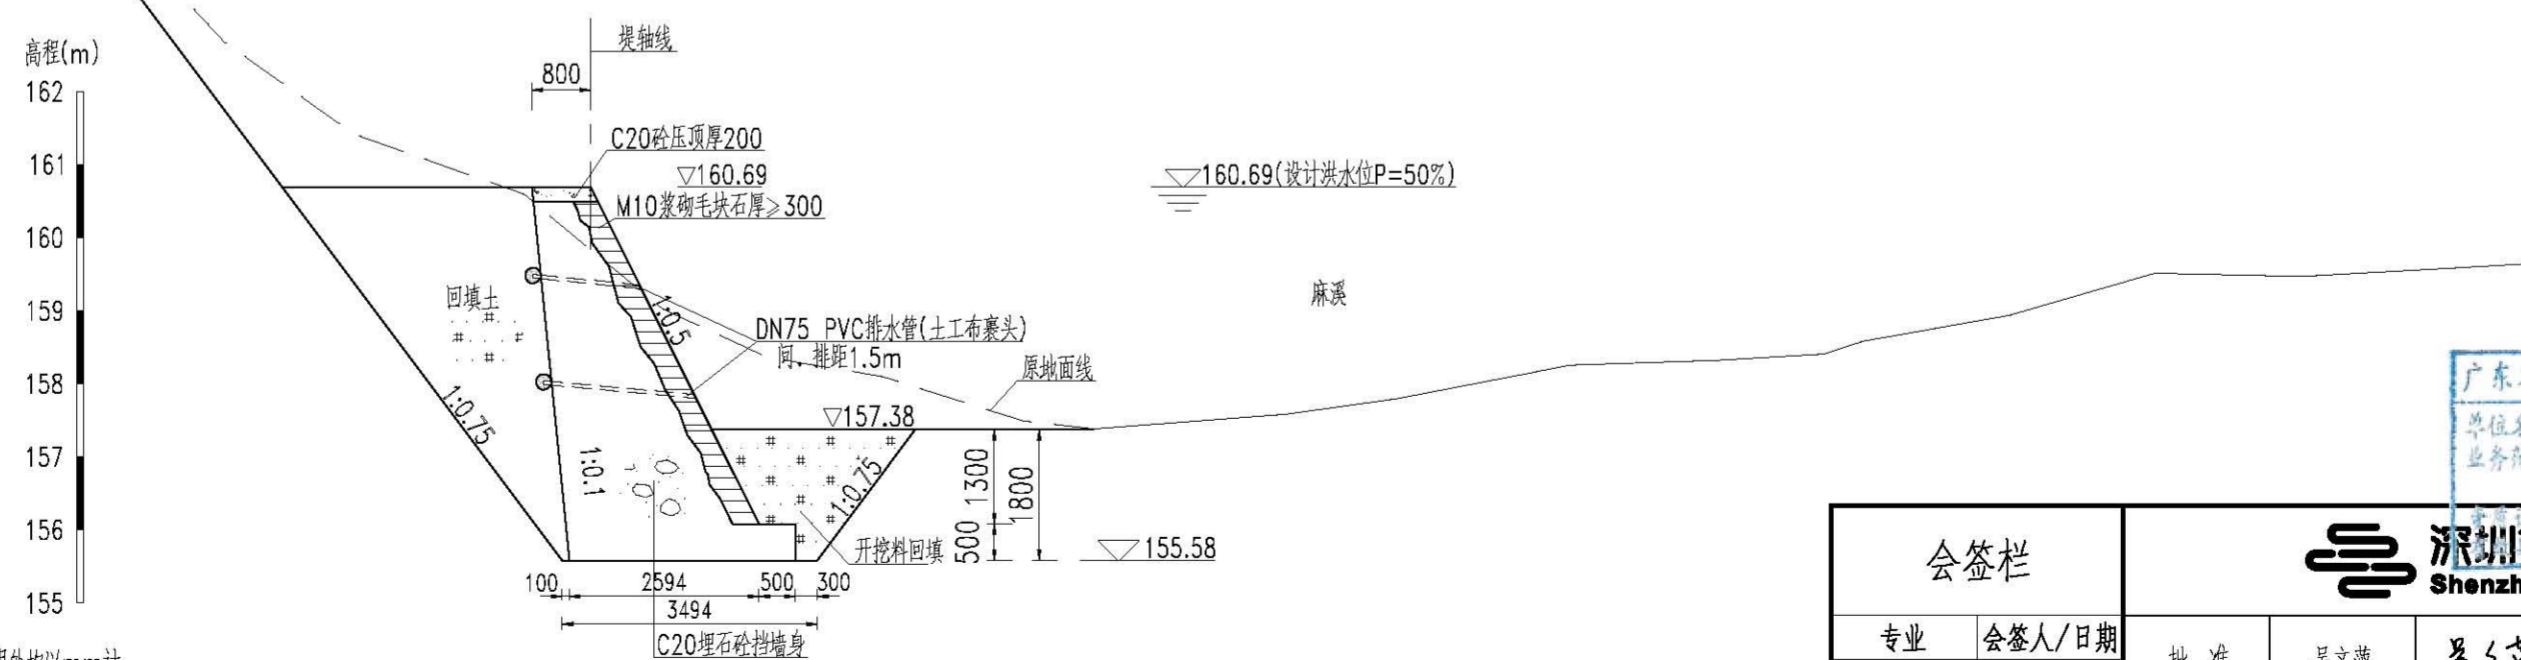 高程(m)
162
161
160
159
158
157
156
155
堤轴线
800
C20砼压顶厚200
▽160.69
M10浆砌毛块石厚≥300
160.69(设计洪水位P=50%)
麻溪
回填土
1:0.5
DN75 PVC排水管(土工布裹头)
间.排距1.5m
原地面线
1:0.75
▽157.38
1:0.1
1:0.75
1300
1800
500
155.58
开挖料回填
100 2594 500 300
3494
C20埋石砼挡墙身
会签栏
专业 会签人/日期
批 准
深圳
Shenzh
广东
单位
业务